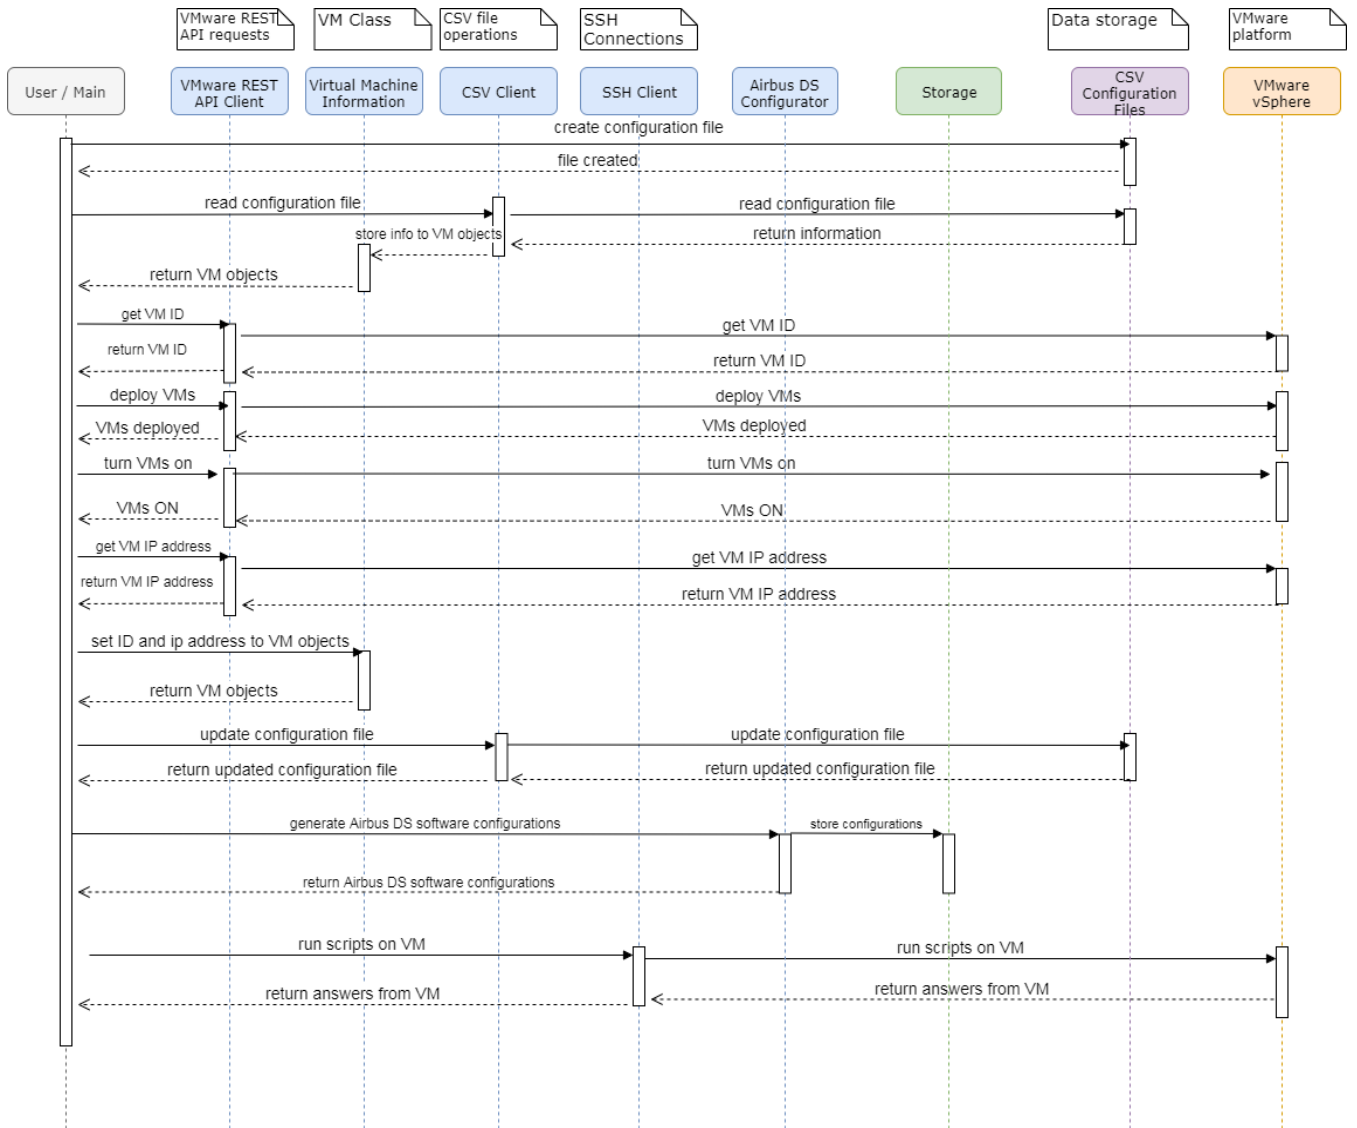 VMware REST
API requests
VM Class
CSV file
operations
SSH
Connections
Data storage
VMware
platform
User / Main
VMware REST
API Client
Virtual Machine
Information
CSV Client
SSH Client
Airbus DS
Configurator
Storage
CSV
Configuration
Files
VMware
vSphere
create configuration file
file created
read configuration file
read configuration file
store info to VM objects
return information
return VM objects
get VM ID
get VM ID
return VM ID
return VM ID
deploy VMs
deploy VMs
VMs deployed
VMs deployed
turn VMs on
turn VMs on
VMs ON
VMs ON
get VM IP address
get VM IP address
return VM IP address
return VM IP address
set ID and ip address to VM objects
return VM objects
update configuration file
update configuration file
return updated configuration file
return updated configuration file
generate Airbus DS software configurations
store configurations
return Airbus DS software configurations
run scripts on VM
run scripts on VM
return answers from VM
return answers from VM